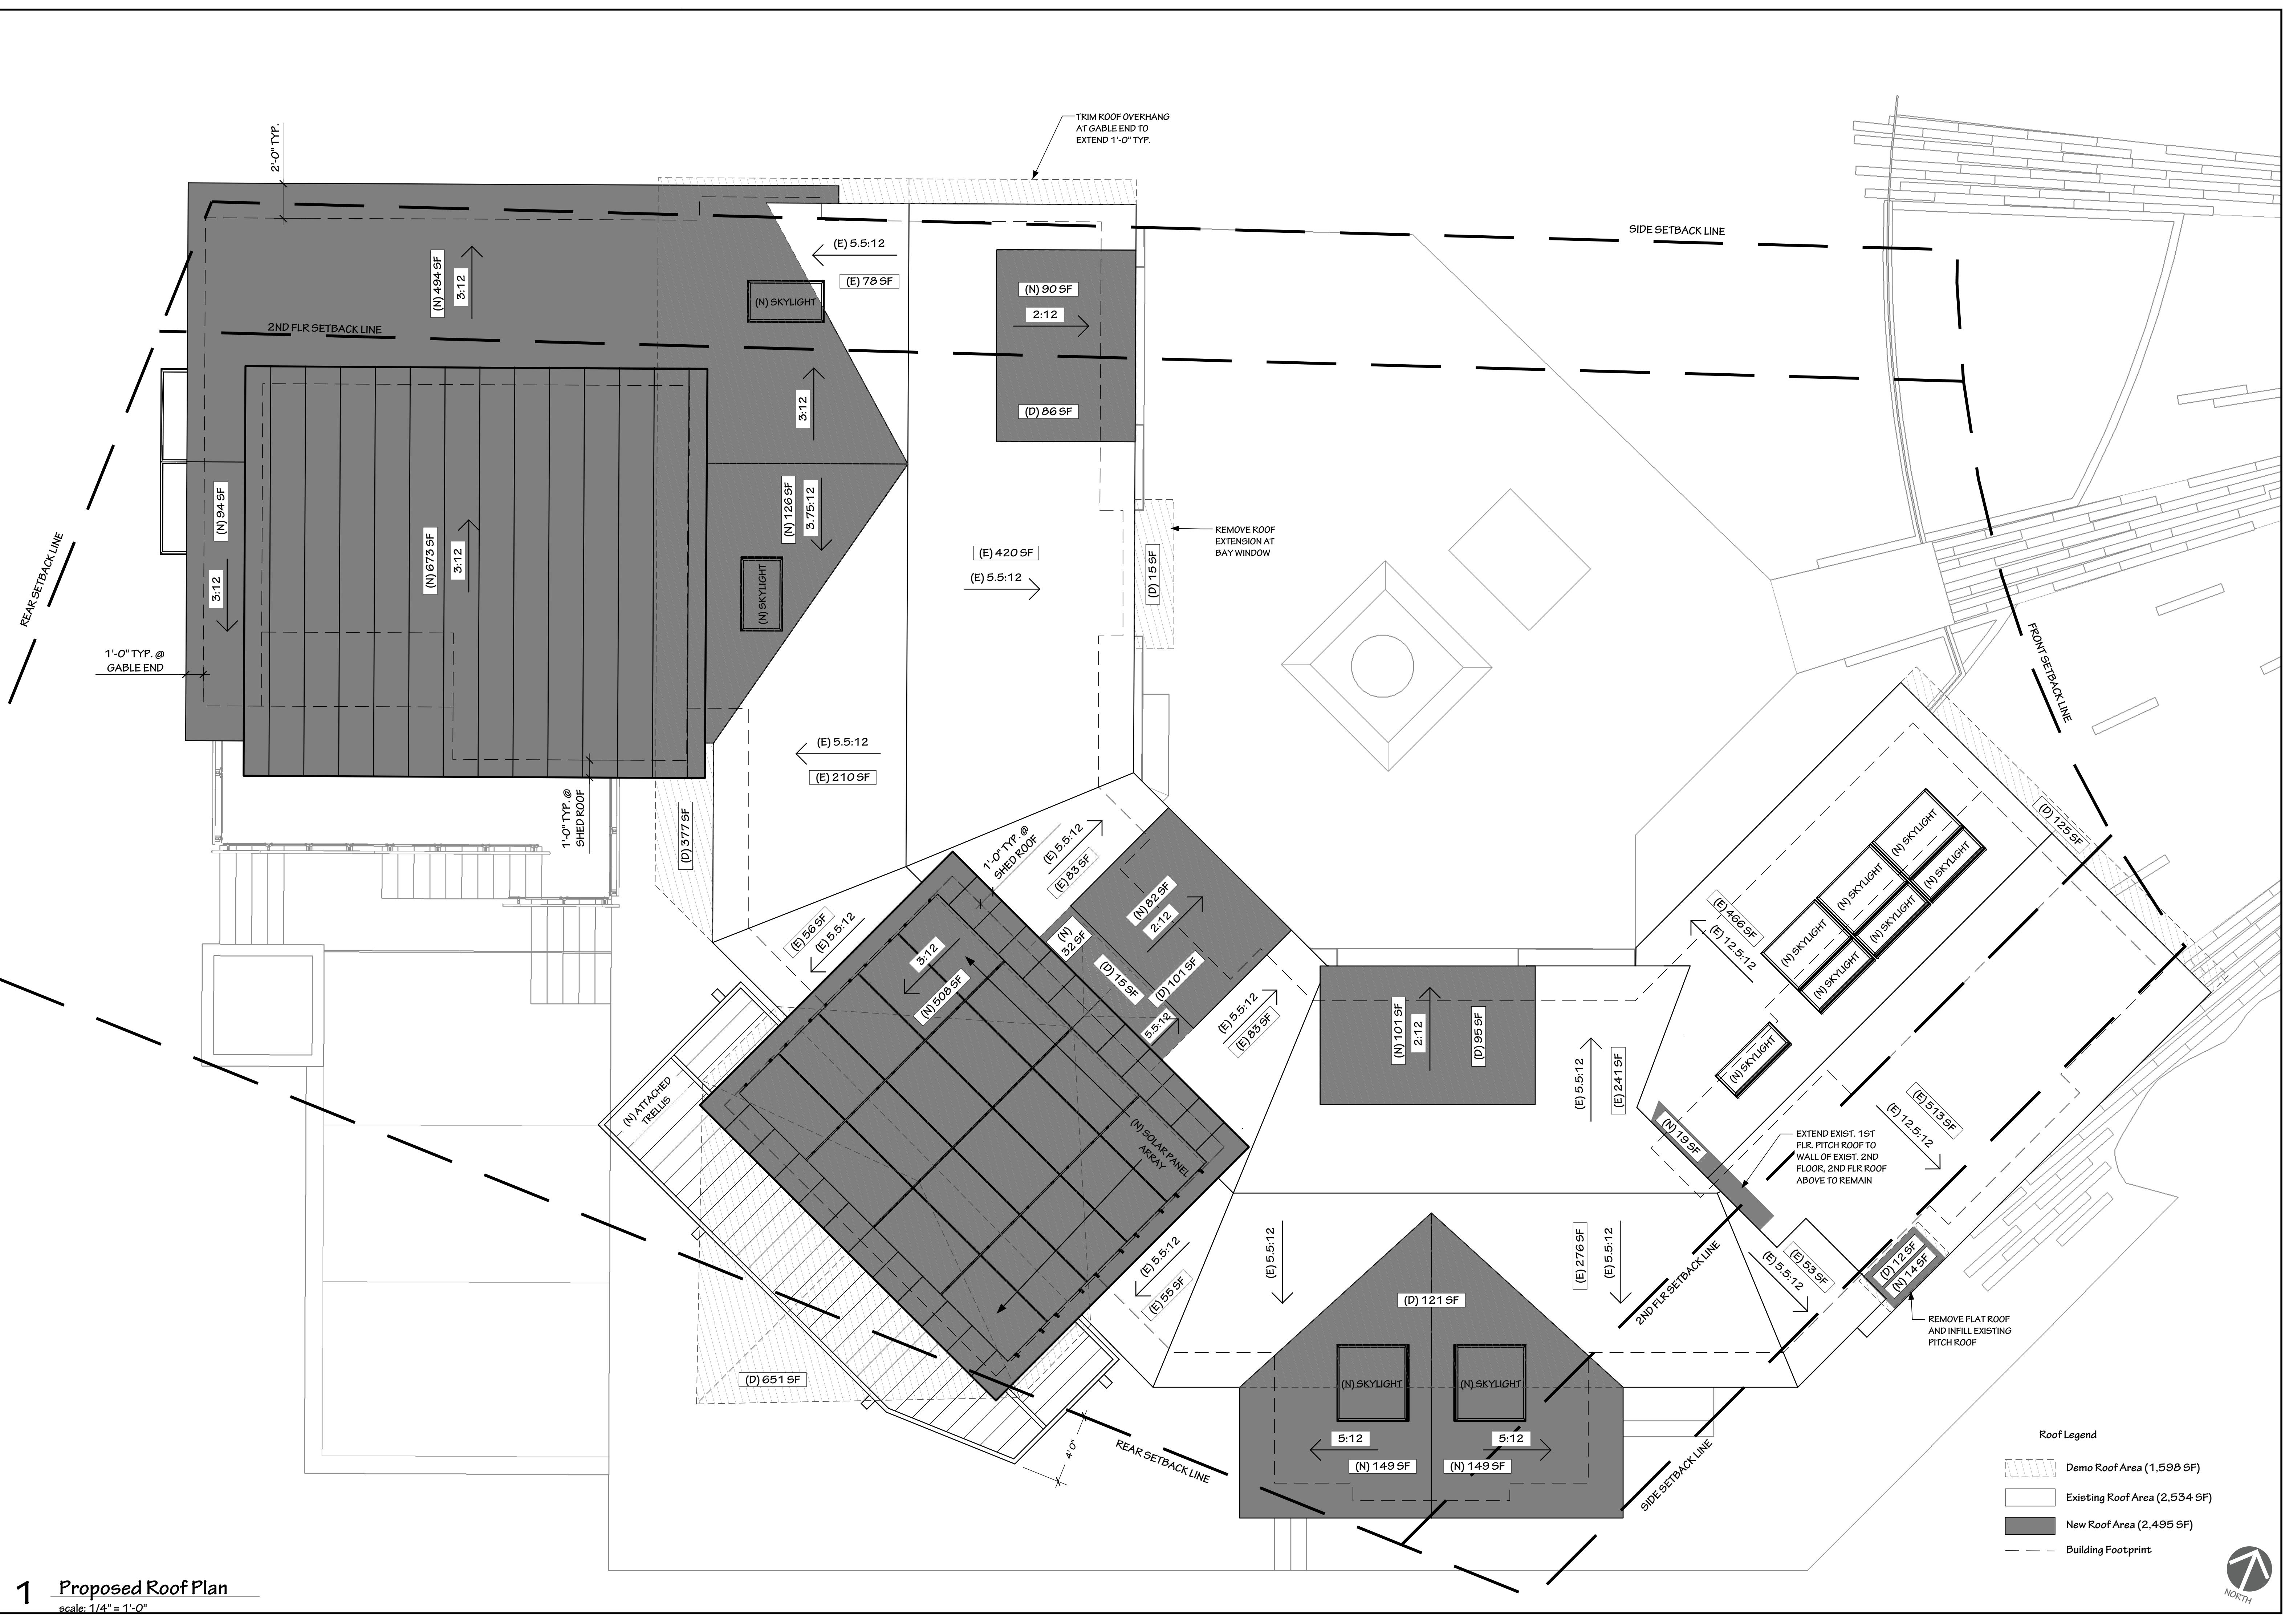 TRIM ROOF OVERHANG
AT GABLE END TO
EXTEND 1'-0" TYP.
2'-0" TYP.
SIDE SETBACK LINE
(E) 5.5:12
(E) 78 SF
(N) 494 SF
3:12
(N) SKYLIGHT
(N) 90 SF
2:12
2ND FLR SETBACK LINE
3:12
(D) 86 SF
(N) 94 SF
3:12
(N) 673 SF
3:12
(N) 126 SF
3.75:12
(N) SKYLIGHT
(E) 420 SF
(E) 5.5:12
(D) 15 SF
REMOVE ROOF
EXTENSION AT
BAY WINDOW
REAR SETBACK LINE
1'-0" TYP. @
GABLE END
FRONT SETBACK LINE
(E) 5.5:12
(E) 210 SF
1'-0" TYP. @
SHED ROOF
(D) 377 SF
1'-0" TYP. @
SHED ROOF
(E) 5.5:12
(E) 83 SF
(D) 125 SF
(N) SKYLIGHT
(N) SKYLIGHT
(N) SKYLIGHT
(N) SKYLIGHT
(N) SKYLIGHT
(N) SKYLIGHT
(E) 466 SF
(E) 12.5:12
(E) 56 SF
(E) 5.5:12
3:12
(N) 508 SF
(N)
32 SF
(N) 82 SF
2:12
(D) 15 SF
(D) 101 SF
5.5:12
(E) 5.5:12
(E) 83 SF
(N) 101 SF
2:12
(D) 95 SF
(E) 5.5:12
(E) 241 SF
(N) SKYLIGHT
(E) 513 SF
(E) 12.5:12
(N) ATTACHED
TRELLIS
(N) SOLAR PANEL
ARRAY
(N) 19 SF
EXTEND EXIST. 1ST
FLR. PITCH ROOF TO
WALL OF EXIST. 2ND
FLOOR, 2ND FLR ROOF
ABOVE TO REMAIN
(E) 5.5:12
(E) 55 SF
(E) 5.5:12
(E) 276 SF
(E) 5.5:12
2ND FLR SETBACK LINE
(E) 53 SF
(E) 5.5:12
(D) 12 SF
(N) 14 SF
REMOVE FLAT ROOF
AND INFILL EXISTING
PITCH ROOF
(D) 121 SF
(N) SKYLIGHT
(N) SKYLIGHT
5:12
5:12
(N) 149 SF
(N) 149 SF
(D) 651 SF
4'-0"
REAR SETBACK LINE
SIDE SETBACK LINE
Roof Legend
Demo Roof Area (1,598 SF)
Existing Roof Area (2,534 SF)
New Roof Area (2,495 SF)
Building Footprint
NORTH
1 Proposed Roof Plan
scale: 1/4" = 1'-0"